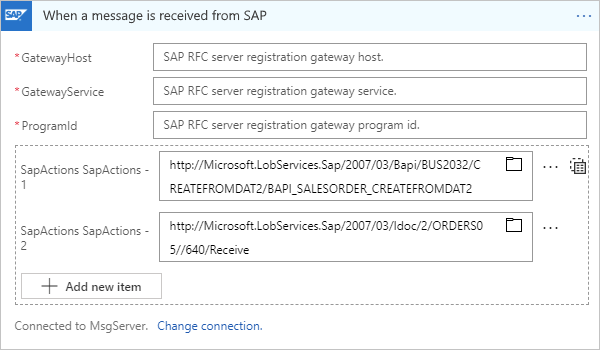 SAP When a message is received from SAP ...
* GatewayHost SAP RFC server registration gateway host.
* GatewayService SAP RFC server registration gateway service.
* ProgramId SAP RFC server registration gateway program id.
SapActions SapActions - http://Microsoft.LobServices.Sap/2007/03/Bapi/BUS2032/C ...
1 REATEFROMDAT2/BAPI_SALESORDER_CREATEFROMDAT2
SapActions SapActions - http://Microsoft.LobServices.Sap/2007/03/Idoc/2/ORDERS0 ...
2 5//640/Receive
+ Add new item
Connected to MsgServer. Change connection.